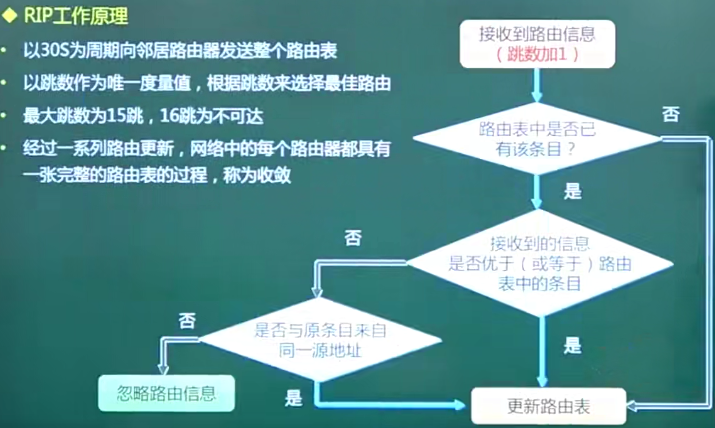 ◆ RIP工作原理
• 以30S为周期向邻居路由器发送整个路由表
• 以跳数作为唯一度量值，根据跳数来选择最佳路由
• 最大跳数为15跳，16跳为不可达
• 经过一系列路由更新，网络中的每个路由器都具有
一张完整的路由表的过程，称为收敛
接收到路由信息
（跳数加1）
否
路由表中是否已
有该条目？
是
接收到的信息
是否优于（或等于）路由
表中的条目
否
是否与原条目来自
同一源地址
否
是
忽略路由信息
是
更新路由表